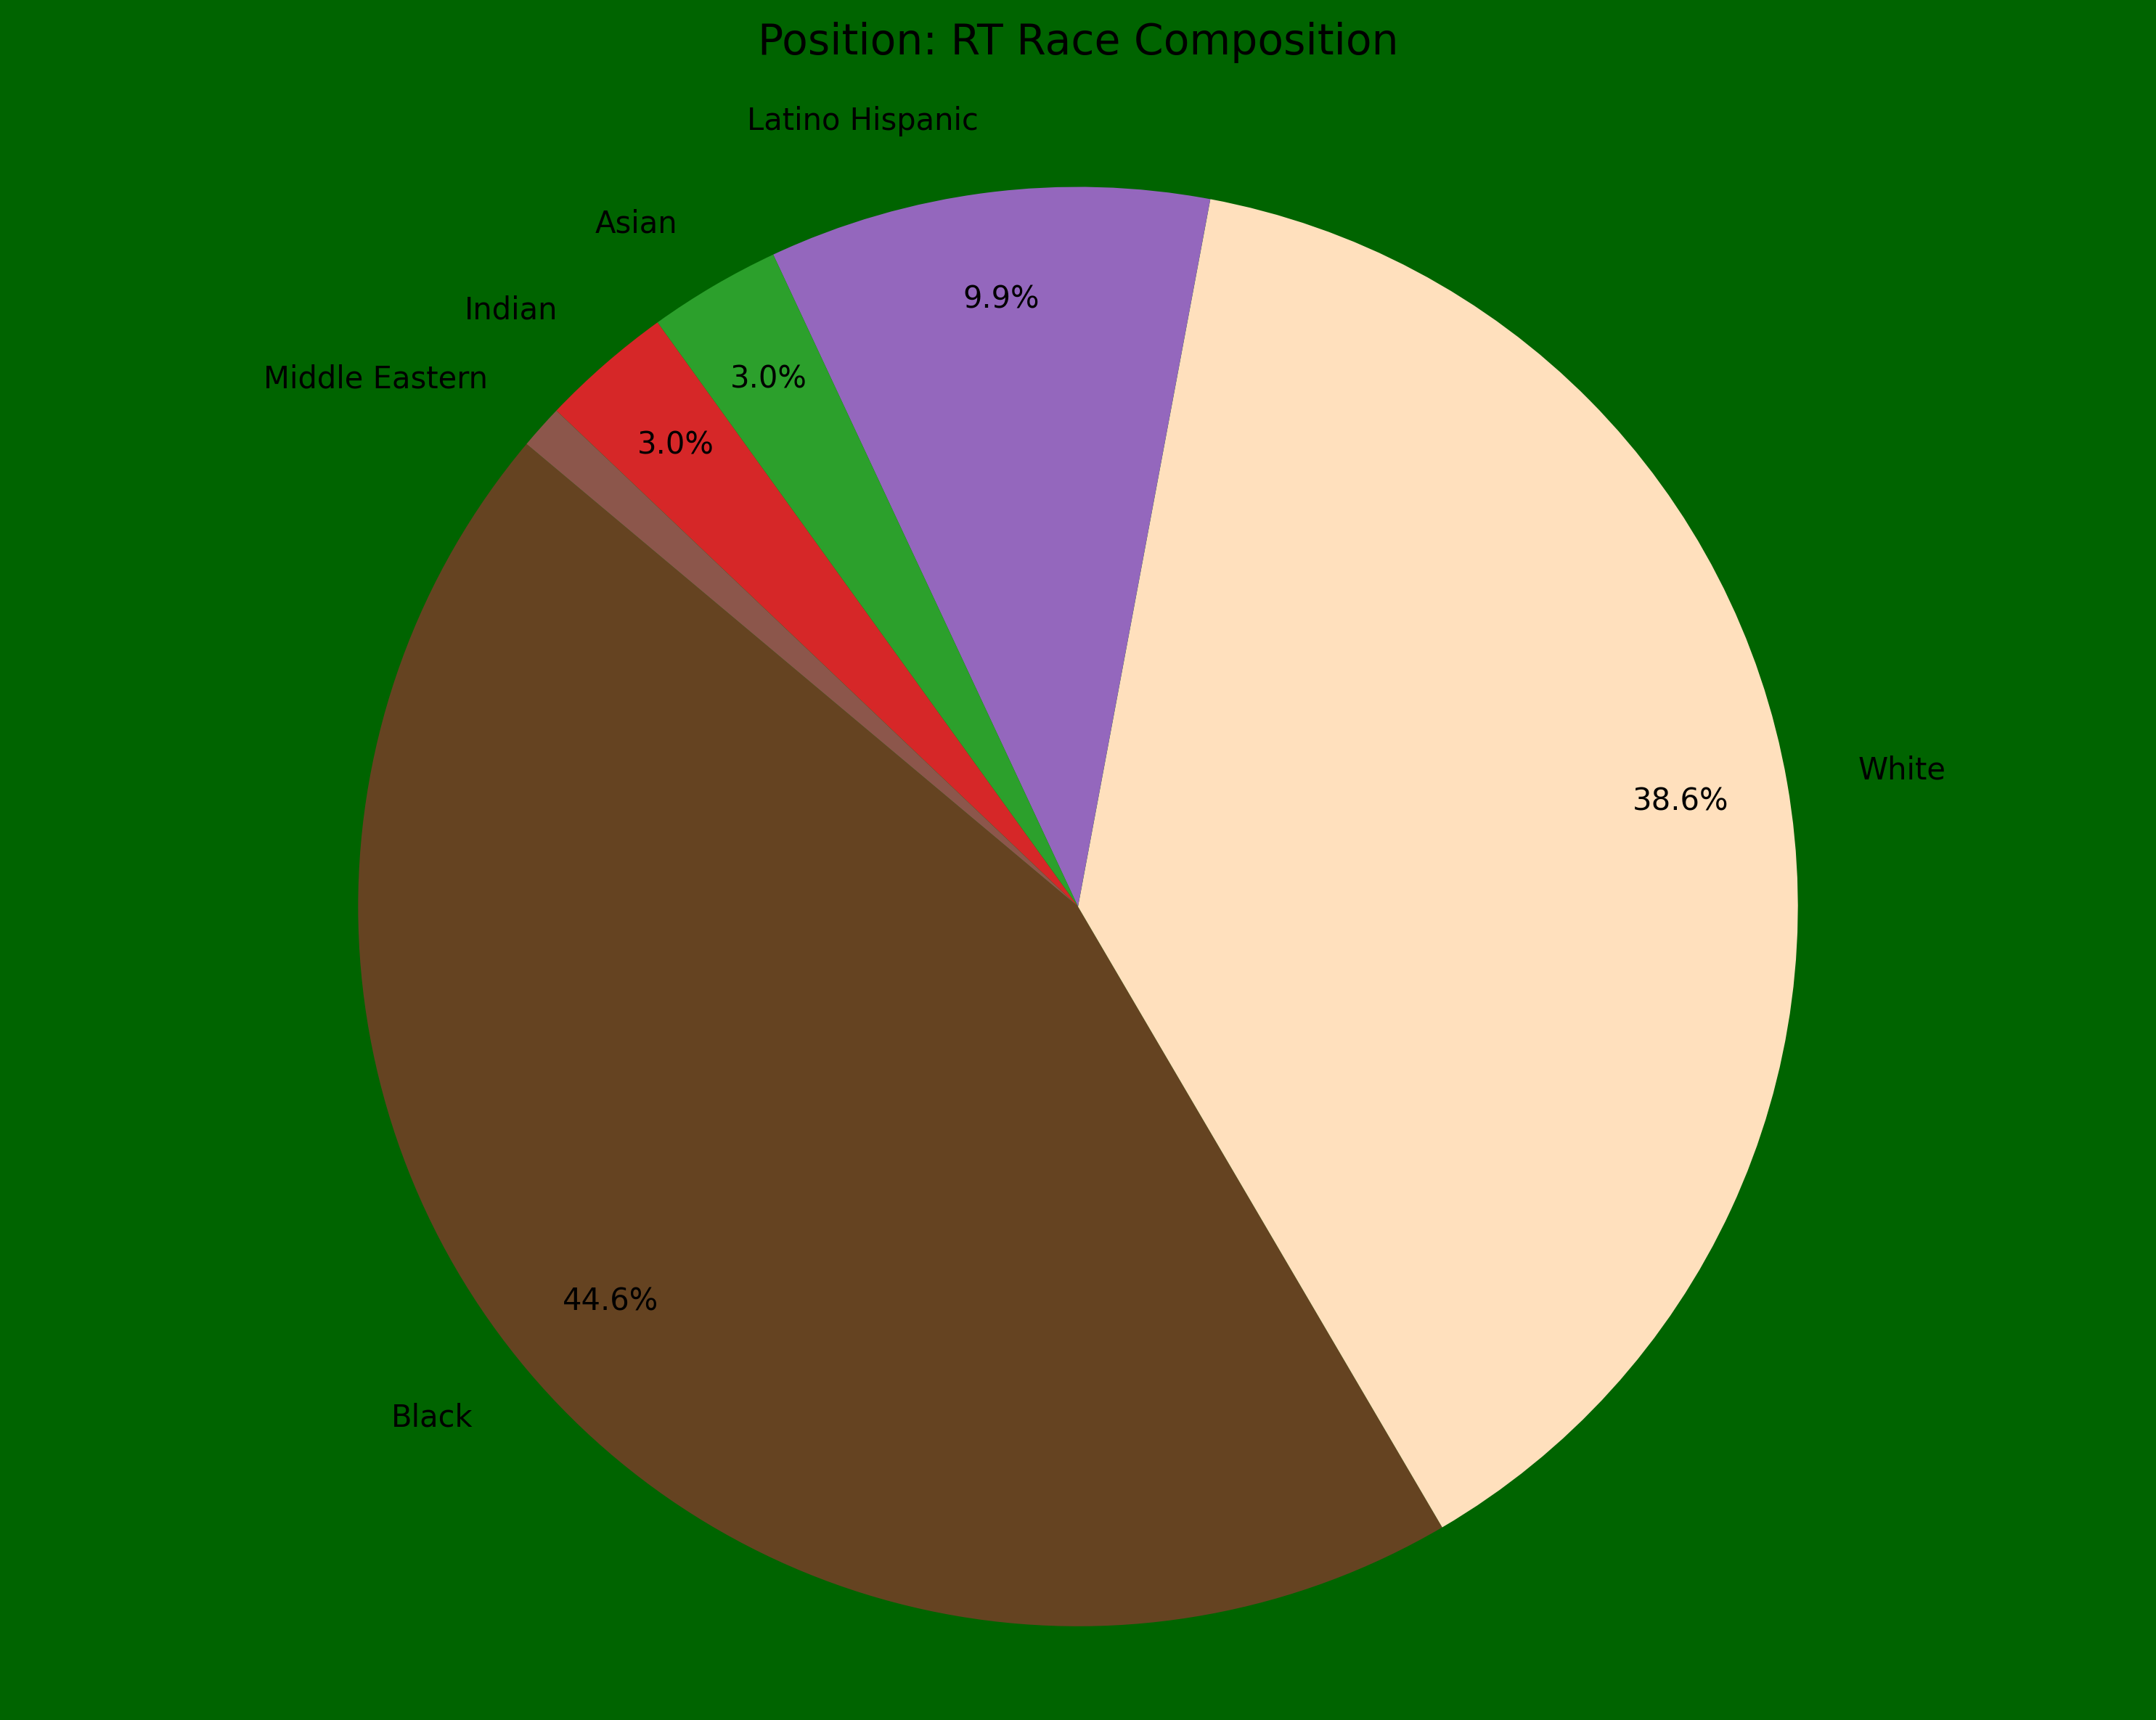 Position: RT Race Composition
Latino Hispanic
Asian
Indian
Middle Eastern
9.9%
3.0%
3.0%
White
38.6%
44.6%
Black